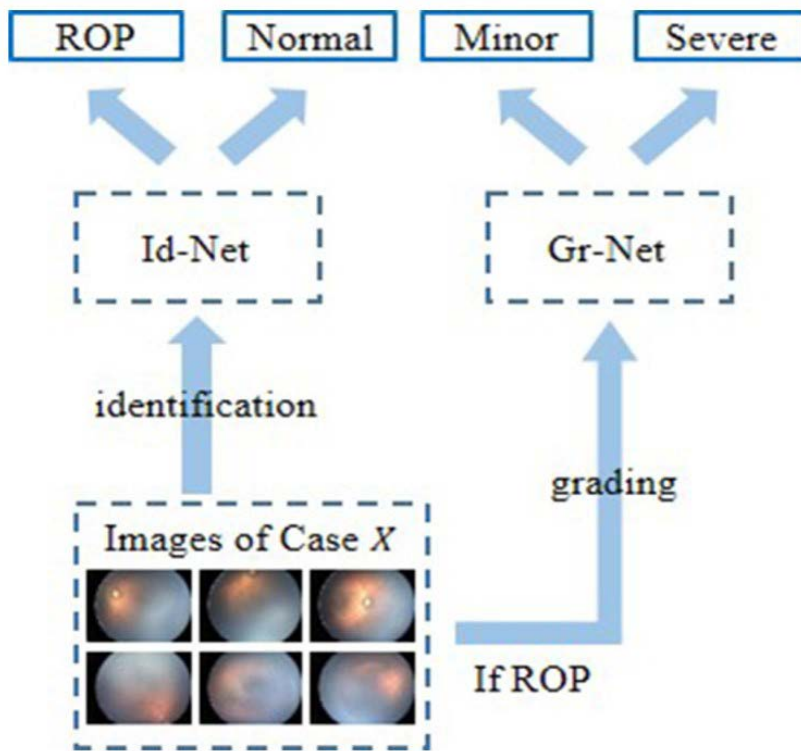 ROP Normal Minor Severe
Id-Net Gr-Net
identification
grading
Images of Case X
If ROP